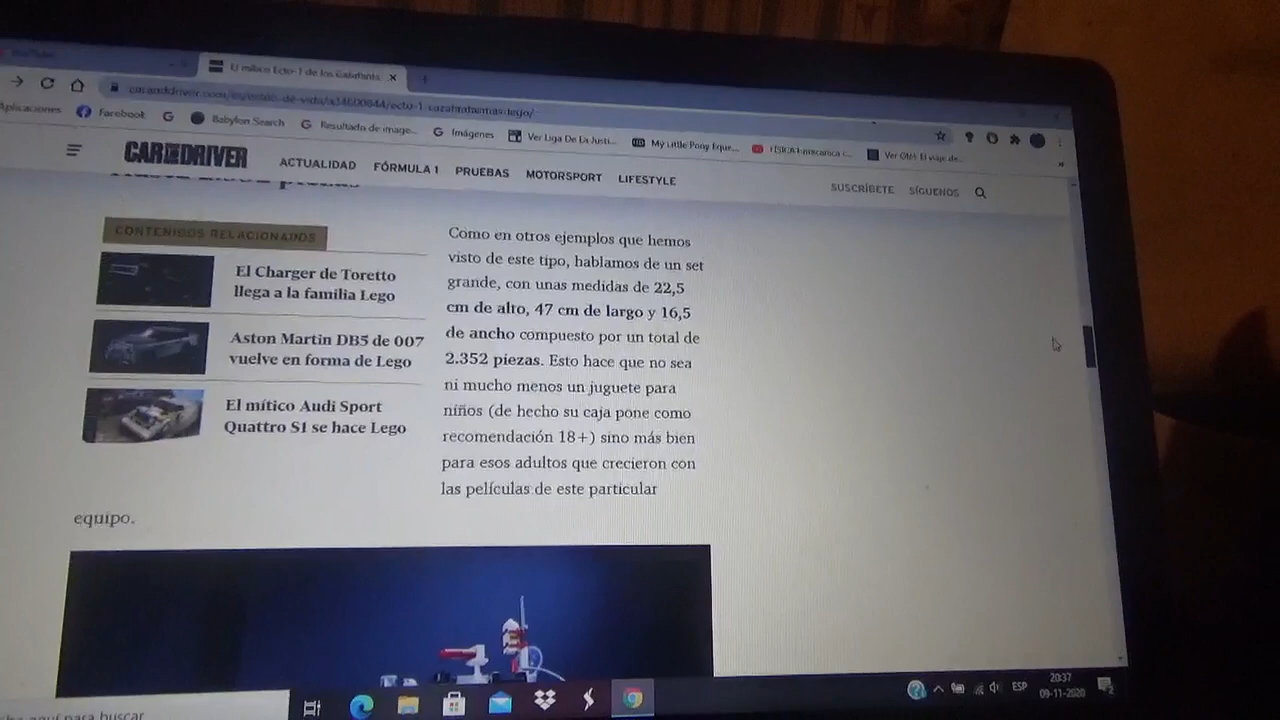 El mítico Ecto-1 de los Cazafant
caranddriver.com/es/estilo-de-vida/a34600844/ecto-1-cazafantasmas-lego/
Aplicaciones
Facebook
Babylon Search
Resultado de image...
Imágenes
Ver Liga De La Justi...
My Little Pony Eque...
Ver
El viaje de...
CAR AND DRIVER
ACTUALIDAD
FÓRMULA 1
PRUEBAS
MOTORSPORT
LIFESTYLE
SUSCRÍBETE
SÍGUENOS
CONTENIDOS RELACIONADOS
El Charger de Toretto
llega a la familia Lego
Aston Martin DB5 de 007
vuelve en forma de Lego
El mítico Audi Sport
Quattro S1 se hace Lego
Como en otros ejemplos que hemos
visto de este tipo, hablamos de un set
grande, con unas medidas de 22,5
cm de alto, 47 cm de largo y 16,5
de ancho compuesto por un total de
2.352 piezas. Esto hace que no sea
ni mucho menos un juguete para
niños (de hecho su caja pone como
recomendación 18+) sino más bien
para esos adultos que crecieron con
las películas de este particular
equipo.
aquí para buscar
ESP
20:37
09-11-2020